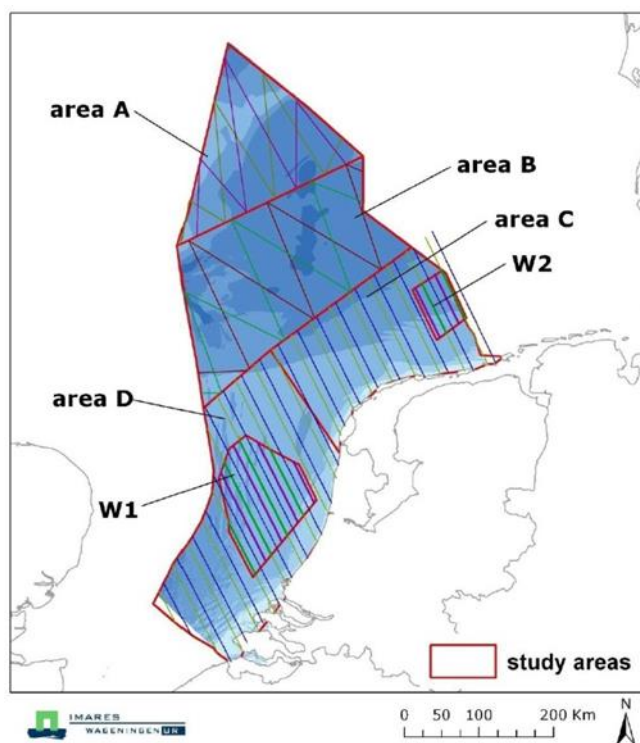 area A
area B
area C
W2
area D
W1
study areas
IMARES
WAGENINGEN UR
N
0 50 100 200 Km